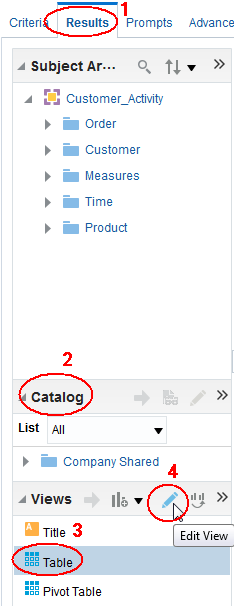 1
Criteria Results Prompts Advance
Subject Ar...
Customer_Activity
Order
Customer
Measures
Time
Product
2
Catalog
List All
4
Company Shared
Views
3
Title
Edit View
Table
Pivot Table